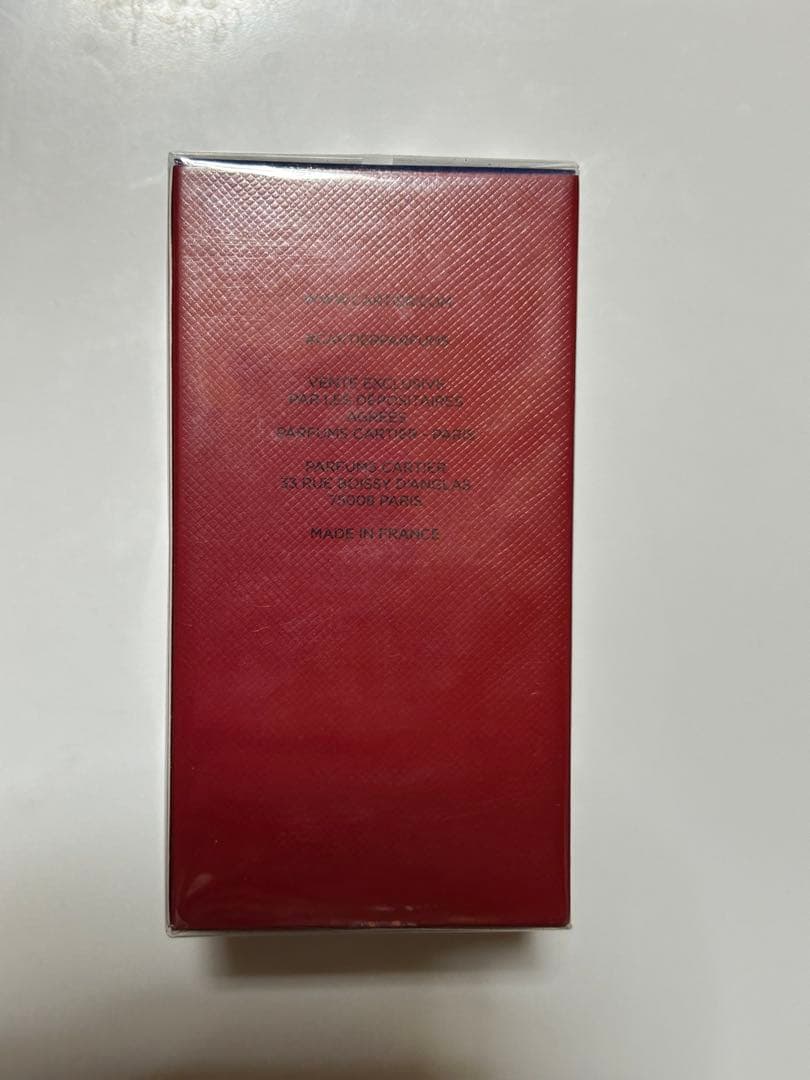 WWW.CARTIER.COM
#CARTIERPARFUMS
VENTE EXCLUSIVE
PAR LES DÉPOSITAIRES
AGRÉÉS
PARFUMS CARTIER - PARIS
PARFUMS CARTIER
33 RUE BOISSY D'ANGLAS
75008 PARIS
MADE IN FRANCE